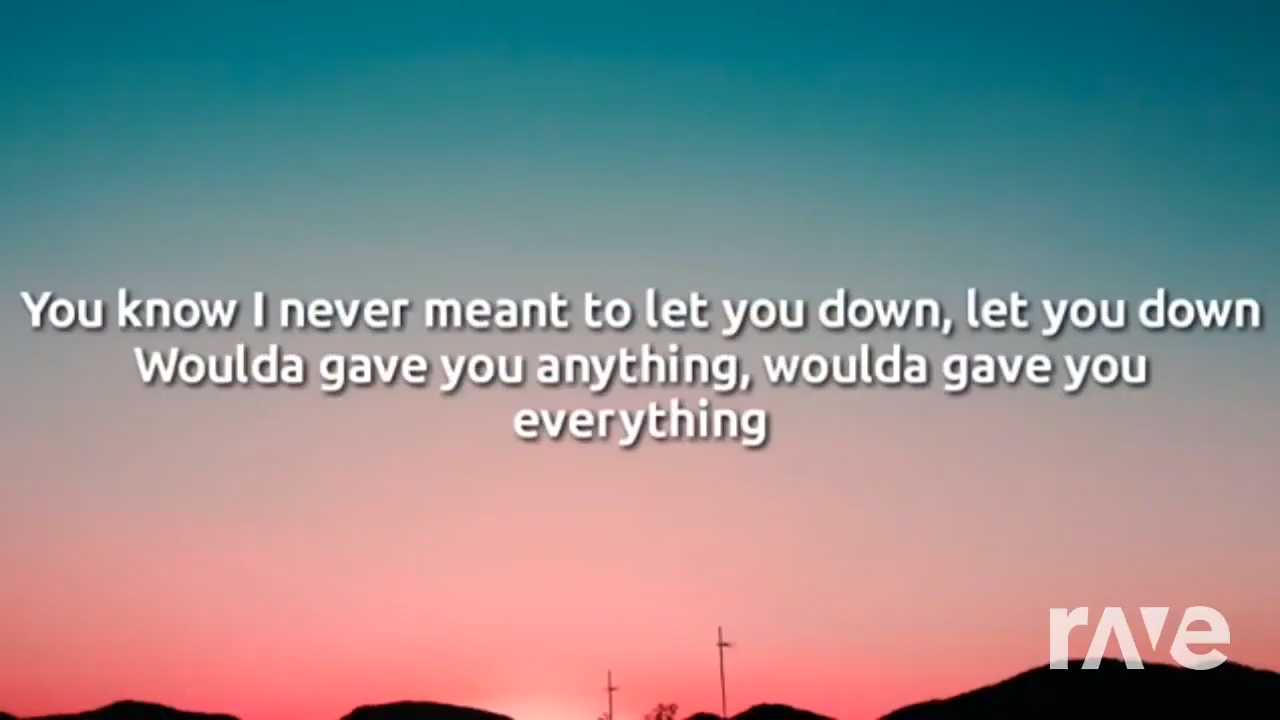 You know I never meant to let you down, let you down
Woulda gave you anything, woulda gave you
everything
rave